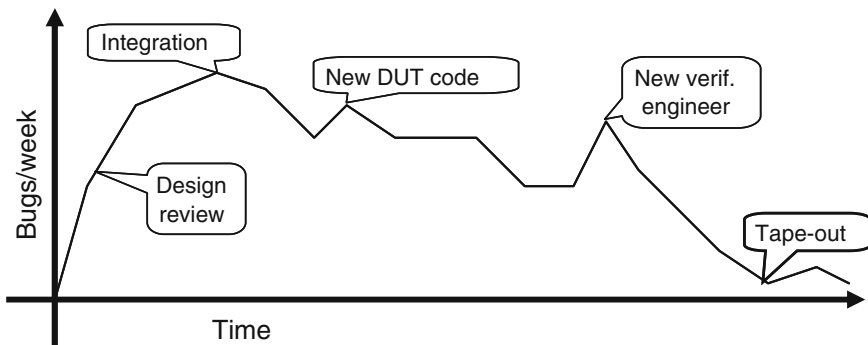 Integration
New DUT code
New verif.
engineer
Design
review
Tape-out
Bugs/week
Time